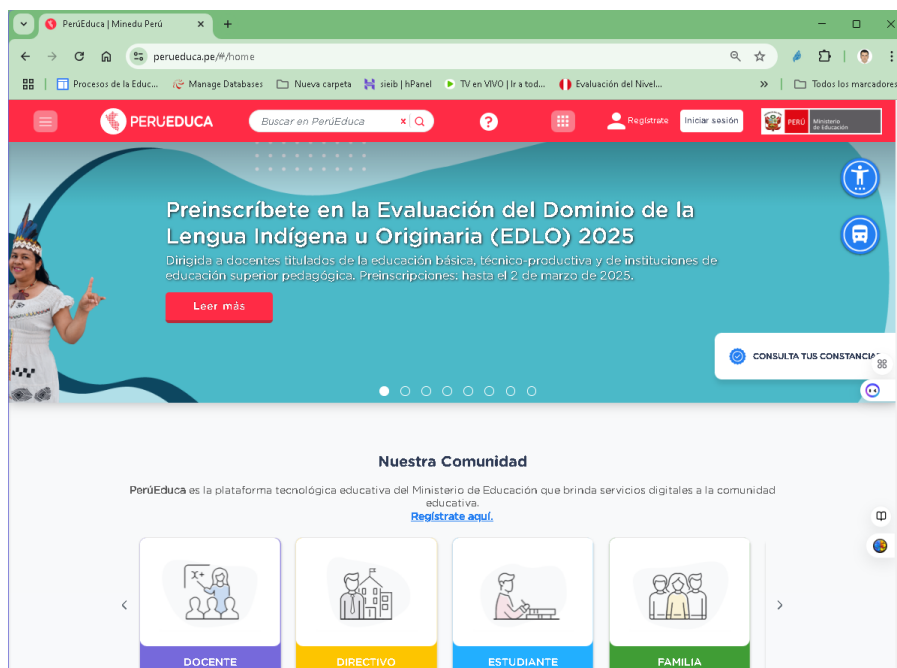 PerúEduca | Minedu Perú
perueduca.pe/#/home
Procesos de la Educ...
Manage Databases
Nueva carpeta
sieib | hPanel
TV en VIVO | Ir a tod...
Evaluación del Nivel...
»
Todos los marcadores
PERUEDUCA
Buscar en PerúEduca
x
?
Regístrate
Iniciar sesión
PERÚ
Ministerio
de Educación
Preinscríbete en la Evaluación del Dominio de la
Lengua Indígena u Originaria (EDLO) 2025
Dirigida a docentes titulados de la educación básica, técnico-productiva y de instituciones de
educación superior pedagógica. Preinscripciones: hasta el 2 de marzo de 2025.
Leer más
CONSULTA TUS CONSTANCIA
Nuestra Comunidad
PerúEduca es la plataforma tecnológica educativa del Ministerio de Educación que brinda servicios digitales a la comunidad
educativa.
Regístrate aquí.
DOCENTE
DIRECTIVO
ESTUDIANTE
FAMILIA